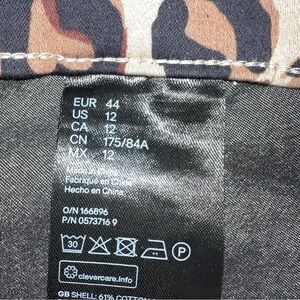 EUR 44
US 12
CA 12
CN 175/84A
MX 12
Made in China
Fabriqué en Chine
Hecho en China
O/N 166896
P/N 0573716 9
30
P
clevercare.info
GB SHELL: 61% COTTON